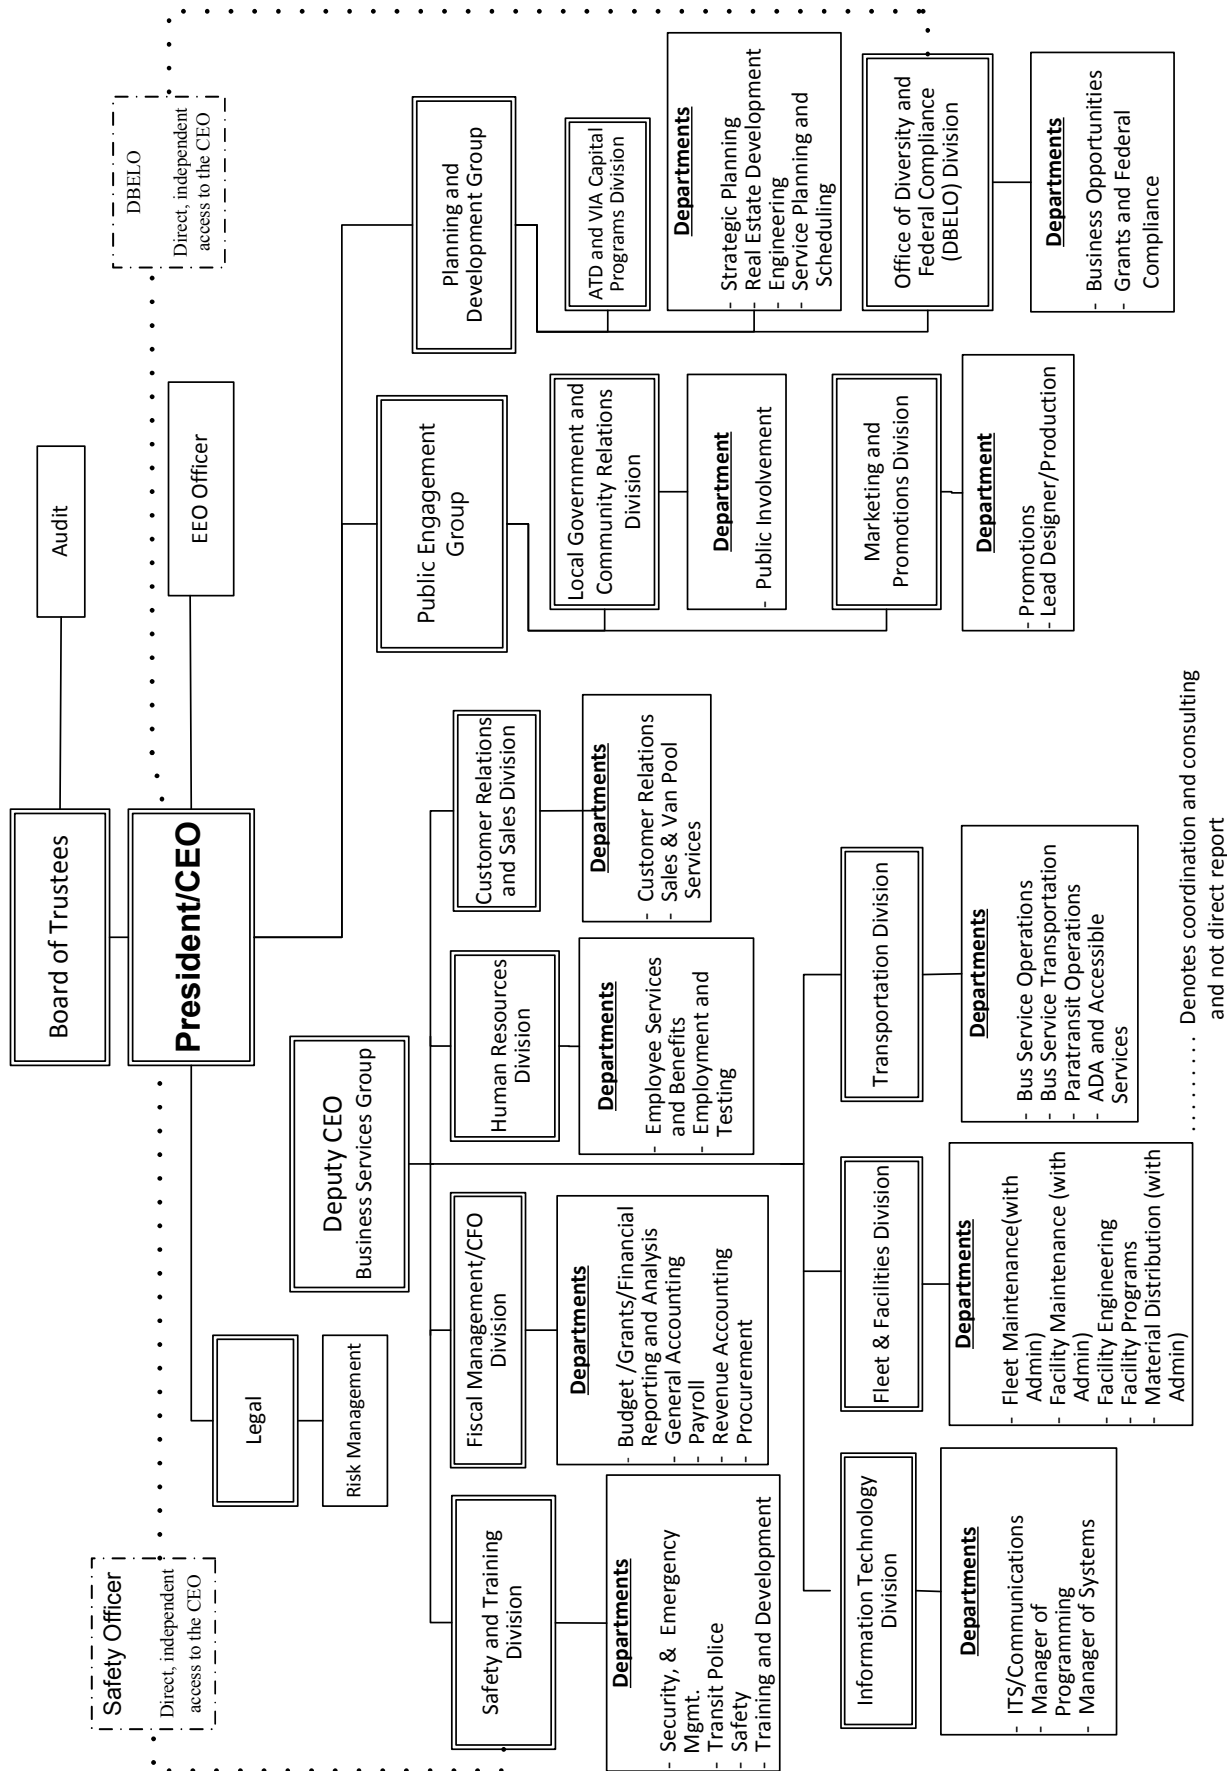 Board of Trustees
Audit
President/CEO
EEO Officer
Safety Officer
Direct, independent
access to the CEO
DBELO
Direct, independent
access to the CEO
Legal
Risk Management
Deputy CEO
Business Services Group
Public Engagement
Group
Planning and
Development Group
Safety and Training
Division
Departments
- Security, & Emergency
Mgmt.
- Transit Police
- Safety
- Training and Development
Fiscal Management/CFO
Division
Departments
- Budget /Grants/Financial
Reporting and Analysis
- General Accounting
- Payroll
- Revenue Accounting
- Procurement
Human Resources
Division
Departments
- Employee Services
and Benefits
- Employment and
Testing
Customer Relations
and Sales Division
Departments
- Customer Relations
- Sales & Van Pool
Services
Local Government and
Community Relations
Division
Department
- Public Involvement
Marketing and
Promotions Division
Department
- Promotions
- Lead Designer/Production
ATD and VIA Capital
Programs Division
Departments
- Strategic Planning
- Real Estate Development
- Engineering
- Service Planning and
Scheduling
Office of Diversity and
Federal Compliance
(DBELO) Division
Departments
- Business Opportunities
- Grants and Federal
Compliance
Information Technology
Division
Departments
- ITS/Communications
- Manager of
Programming
- Manager of Systems
Fleet & Facilities Division
Departments
- Fleet Maintenance(with
Admin)
- Facility Maintenance (with
Admin)
- Facility Engineering
- Facility Programs
- Material Distribution (with
Admin)
Transportation Division
Departments
- Bus Service Operations
- Bus Service Transportation
- Paratransit Operations
- ADA and Accessible
Services
......... Denotes coordination and consulting
and not direct report